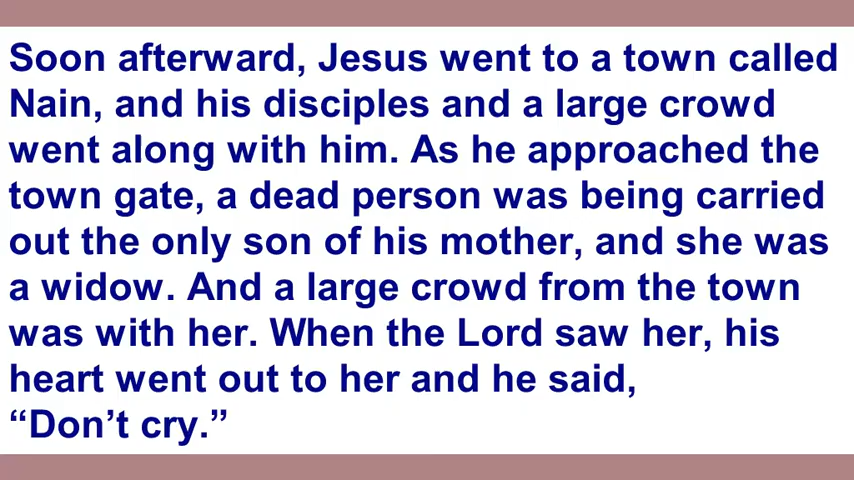 Soon afterward, Jesus went to a town called
Nain, and his disciples and a large crowd
went along with him. As he approached the
town gate, a dead person was being carried
out the only son of his mother, and she was
a widow. And a large crowd from the town
was with her. When the Lord saw her, his
heart went out to her and he said,
“Don’t cry.”